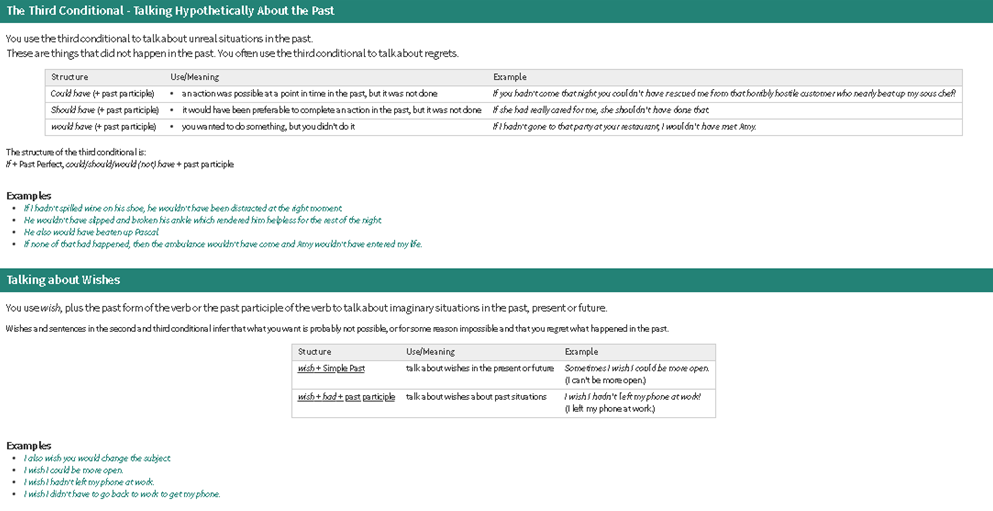 The Third Conditional - Talking Hypothetically About the Past
You use the third conditional to talk about unreal situations in the past.
These are things that did not happen in the past. You often use the third conditional to talk about regrets.
Structure Use/Meaning Example
Could have (+ past participle) • an action was possible at a point in time in the past, but it was not done If you hadn't come that night you couldn't have rescued me from that horribly hostile customer who nearly beat up my sous chef!
Should have (+ past participle) • it would have been preferable to complete an action in the past, but it was not done If she had really cared for me, she shouldn't have done that.
would have (+ past participle) • you wanted to do something, but you didn't do it If I hadn't gone to that party at your restaurant, I wouldn't have met Amy.
The structure of the third conditional is:
If + Past Perfect, could/should/would (not) have + past participle
Examples
• If I hadn't spilled wine on his shoe, he wouldn't have been distracted at the right moment.
• He wouldn't have slipped and broken his ankle which rendered him helpless for the rest of the night.
• He also would have beaten up Pascal.
• If none of that had happened, then the ambulance wouldn't have come and Amy wouldn't have entered my life.
Talking about Wishes
You use wish, plus the past form of the verb or the past participle of the verb to talk about imaginary situations in the past, present or future.
Wishes and sentences in the second and third conditional infer that what you want is probably not possible, or for some reason impossible and that you regret what happened in the past.
Stucture Use/Meaning Example
wish + Simple Past talk about wishes in the present or future Sometimes I wish I could be more open.
(I can't be more open.)
wish + had + past participle talk about wishes about past situations I wish I hadn't left my phone at work!
(I left my phone at work.)
Examples
• I also wish you would change the subject.
• I wish I could be more open.
• I wish I hadn't left my phone at work.
• I wish I didn't have to go back to work to get my phone.